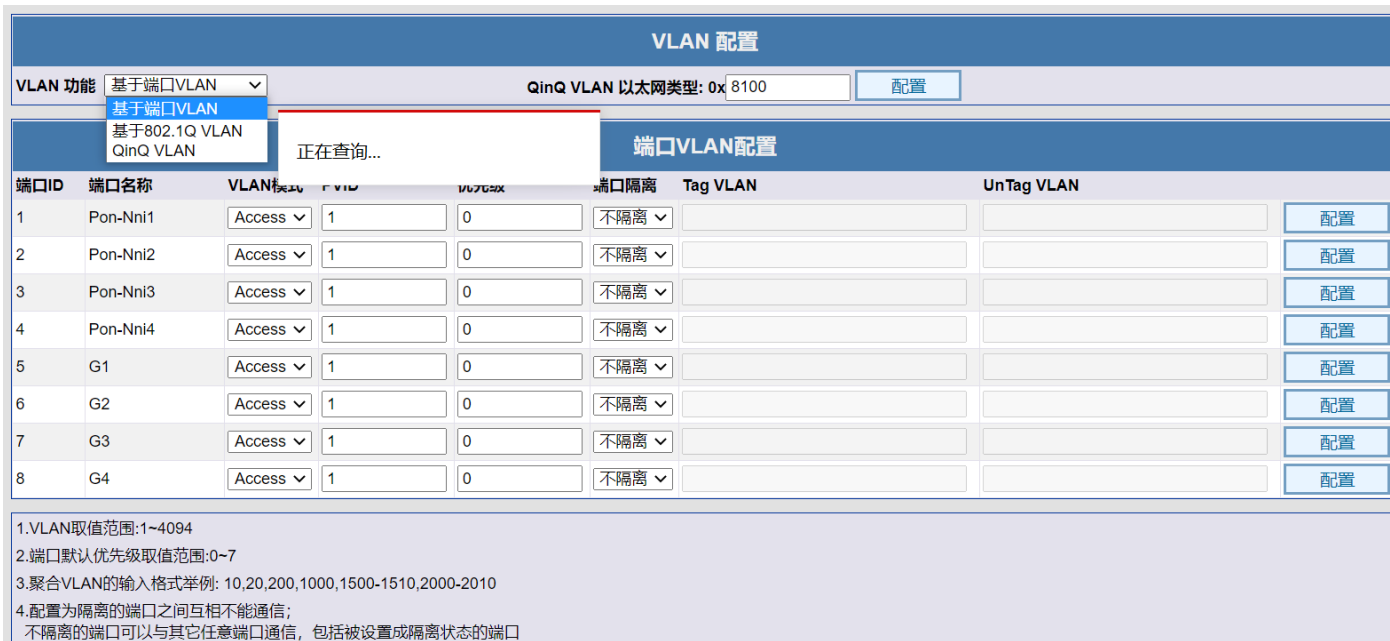 VLAN 配置
VLAN 功能 基于端口VLAN QinQ VLAN 以太网类型: 0x 8100 配置
基于端口VLAN
基于802.1Q VLAN
QinQ VLAN
正在查询...
端口VLAN配置
端口ID 端口名称 VLAN模式 PVID 优先级 端口隔离 Tag VLAN UnTag VLAN
1 Pon-Nni1 Access 1 0 不隔离 配置
2 Pon-Nni2 Access 1 0 不隔离 配置
3 Pon-Nni3 Access 1 0 不隔离 配置
4 Pon-Nni4 Access 1 0 不隔离 配置
5 G1 Access 1 0 不隔离 配置
6 G2 Access 1 0 不隔离 配置
7 G3 Access 1 0 不隔离 配置
8 G4 Access 1 0 不隔离 配置
1.VLAN取值范围:1~4094
2.端口默认优先级取值范围:0~7
3.聚合VLAN的输入格式举例: 10,20,200,1000,1500-1510,2000-2010
4.配置为隔离的端口之间互相不能通信；
不隔离的端口可以与其它任意端口通信，包括被设置成隔离状态的端口